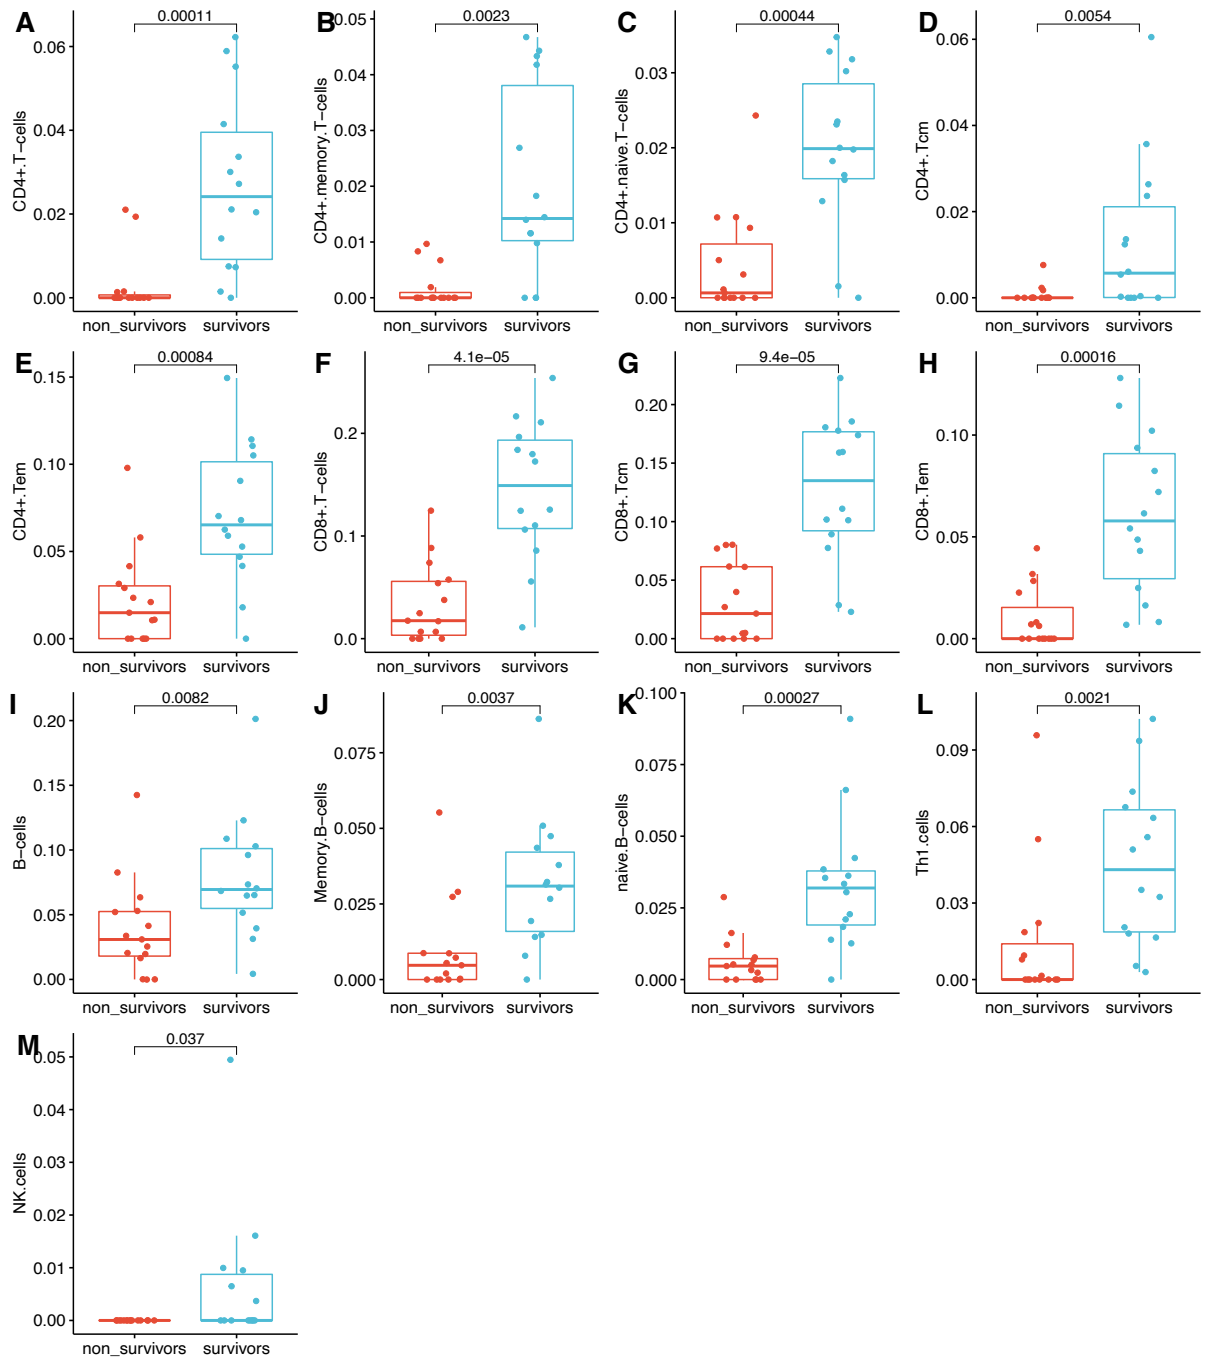 A
0.00011
CD4+.T−cells
0.06
0.04
0.02
0.00
non_survivors survivors
B
0.0023
CD4+.memory.T−cells
0.05
0.04
0.03
0.02
0.01
0.00
non_survivors survivors
C
0.00044
CD4+.naive.T−cells
0.03
0.02
0.01
0.00
non_survivors survivors
D
0.0054
CD4+.Tcm
0.06
0.04
0.02
0.00
non_survivors survivors
E
0.00084
CD4+.Tem
0.15
0.10
0.05
0.00
non_survivors survivors
F
4.1e−05
CD8+.T−cells
0.2
0.1
0.0
non_survivors survivors
G
9.4e−05
CD8+.Tcm
0.20
0.15
0.10
0.05
0.00
non_survivors survivors
H
0.00016
CD8+.Tem
0.10
0.05
0.00
non_survivors survivors
I
0.0082
B−cells
0.20
0.15
0.10
0.05
0.00
non_survivors survivors
J
0.0037
Memory.B−cells
0.075
0.050
0.025
0.000
non_survivors survivors
K
0.00027
naive.B−cells
0.100
0.075
0.050
0.025
0.000
non_survivors survivors
L
0.0021
Th1.cells
0.09
0.06
0.03
0.00
non_survivors survivors
M
0.037
NK.cells
0.05
0.04
0.03
0.02
0.01
0.00
non_survivors survivors